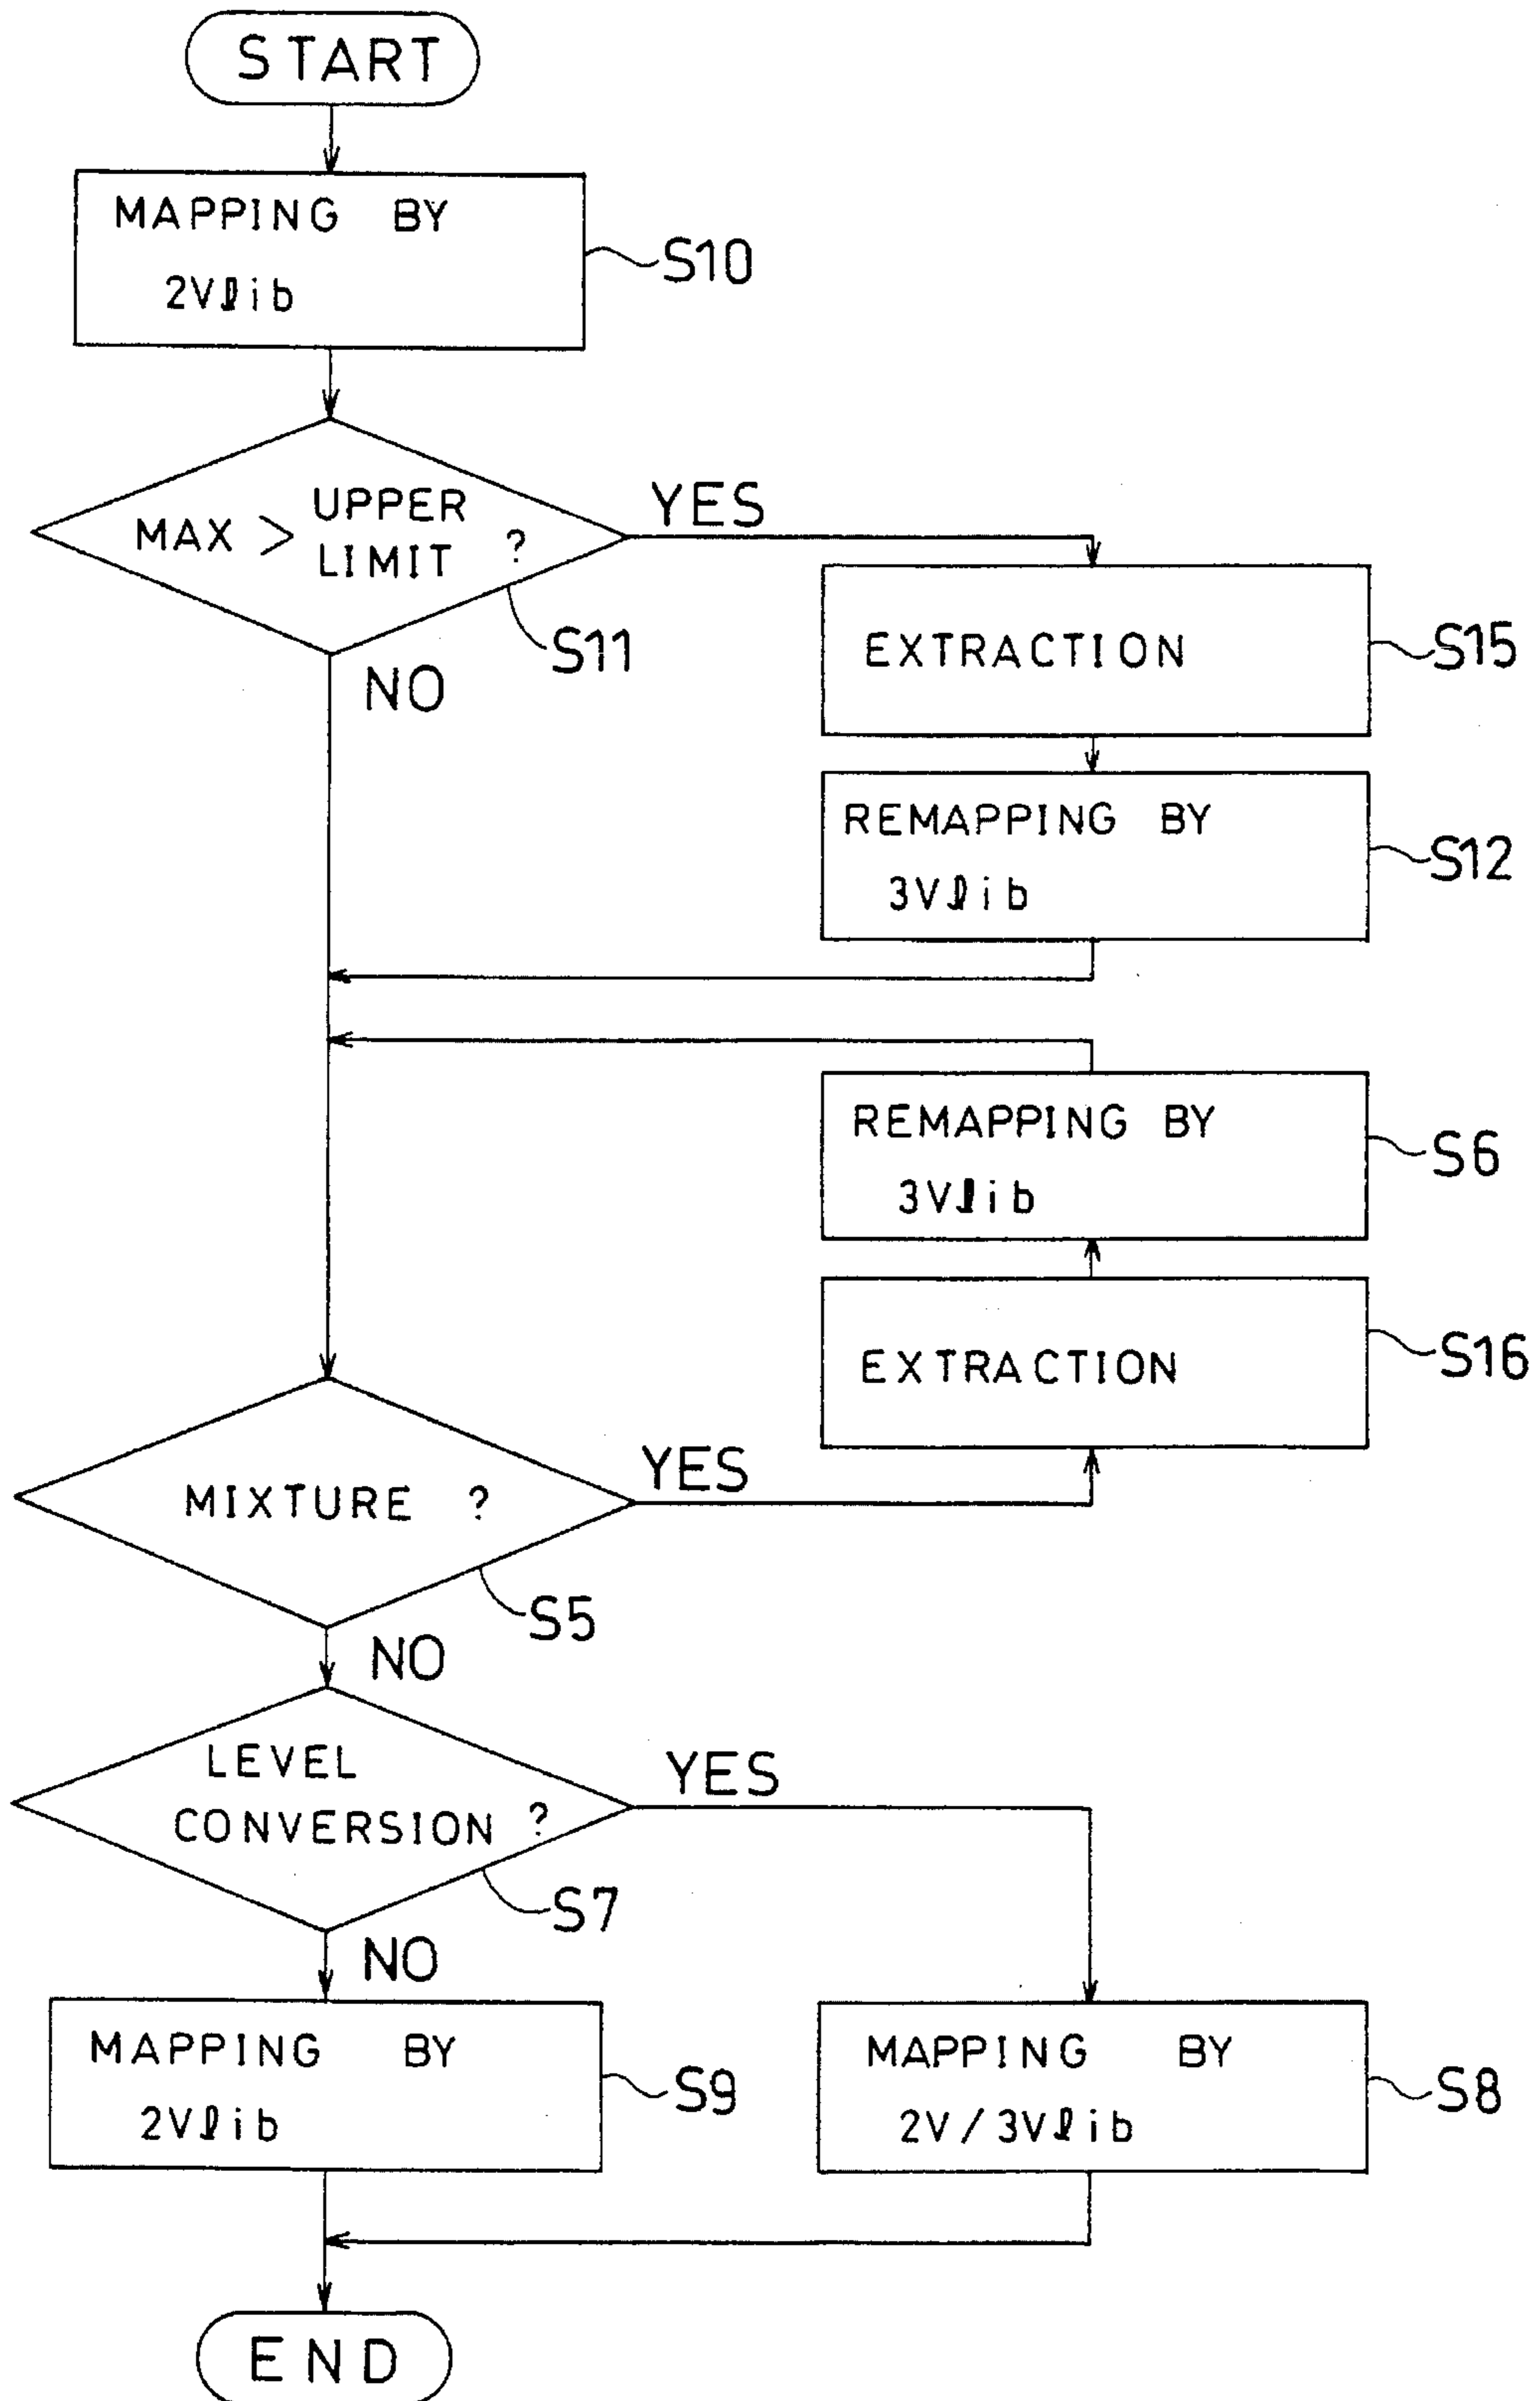 START
MAPPING BY
2Vlib
S10
MAX > UPPER
LIMIT ?
YES
S11
NO
EXTRACTION
S15
REMAPPING BY
3Vlib
S12
REMAPPING BY
3Vlib
S6
EXTRACTION
S16
MIXTURE ?
YES
S5
NO
LEVEL
CONVERSION ?
YES
S7
NO
MAPPING BY
2Vlib
S9
MAPPING BY
2V/3Vlib
S8
END